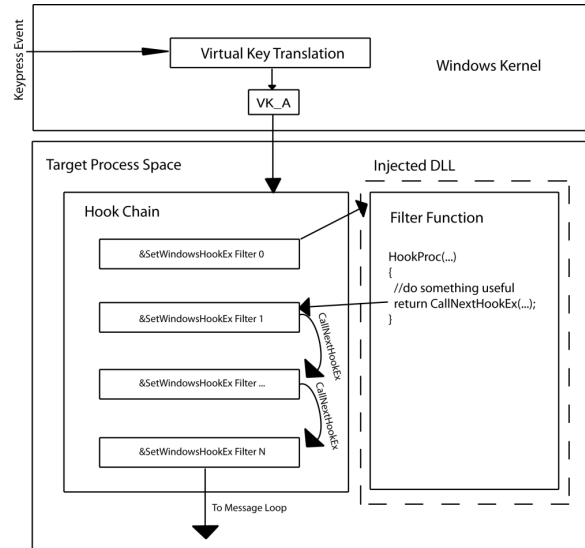 Keypress Event
Virtual Key Translation
Windows Kernel
VK_A
Target Process Space
Injected DLL
Hook Chain
Filter Function
&SetWindowsHookEx Filter 0
HookProc(...)
{
//do something useful
return CallNextHookEx(...);
}
&SetWindowsHookEx Filter 1
CallNextHookEx
&SetWindowsHookEx Filter ...
CallNextHookEx
&SetWindowsHookEx Filter N
To Message Loop